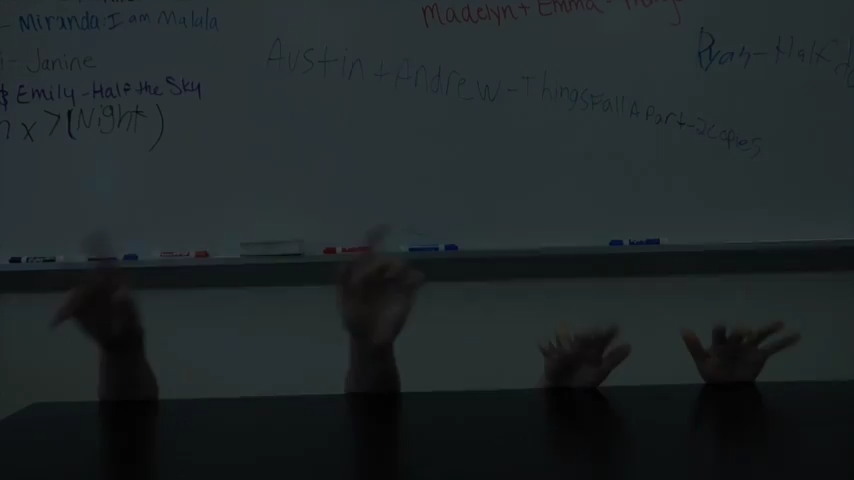 - Miranda: I am Malala
Madelyn + Emma -
- Janine
Austin + Andrew - Things Fall Apart - 2 copies
Ryan - Half
$ Emily - Half the Sky
x > (Night)